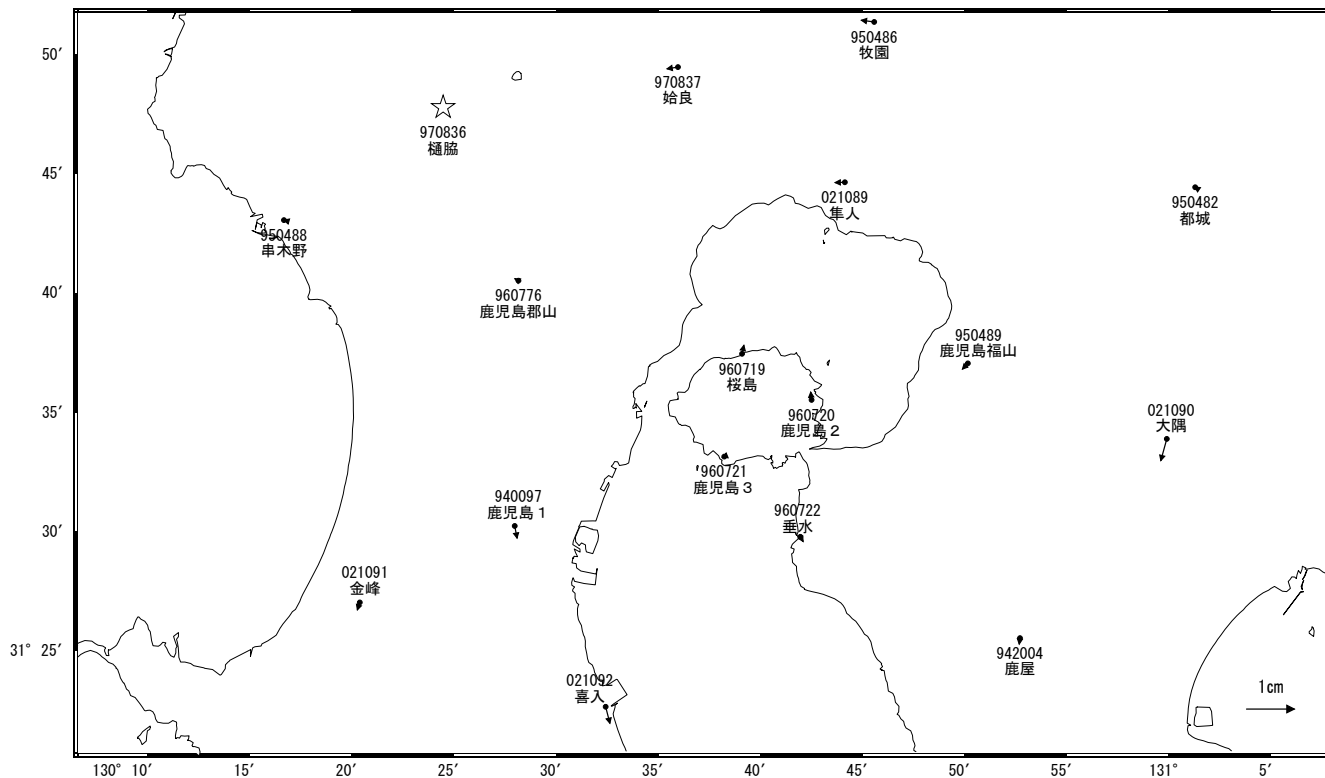 50′
950486
牧園
970837
姶良
970836
樋脇
45′
021089
隼人
950482
都城
950488
串木野
40′
960776
鹿児島郡山
950489
鹿児島福山
960719
桜島
35′
960720
鹿児島２
021090
大隅
960721
鹿児島３
940097
鹿児島１
960722
垂水
30′
021091
金峰
31° 25′
942004
鹿屋
021092
喜入
1cm
130° 10′ 15′ 20′ 25′ 30′ 35′ 40′ 45′ 50′ 55′ 131° 5′